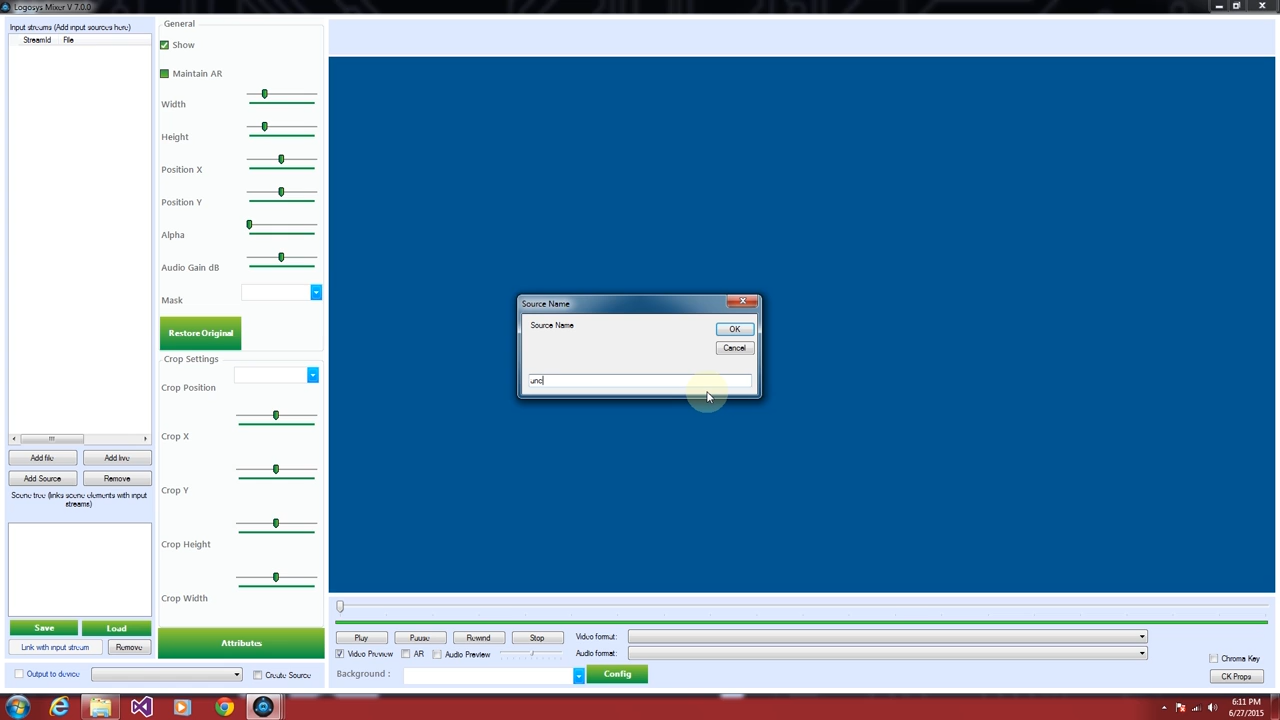 Logosys Mixer V 7.0.0
Input streams (Add input sources here)
StreamId File
Add file Add live
Add Source Remove
Scene tree (links scene elements with input
streams)
Save Load
Link with input stream Remove
Output to device Create Source
General
Show
Maintain AR
Width
Height
Position X
Position Y
Alpha
Audio Gain dB
Mask
Restore Original
Crop Settings
Crop Position
Crop X
Crop Y
Crop Height
Crop Width
Attributes
Source Name
Source Name
OK
Cancel
Play Pause Rewind Stop Video format:
Video Preview AR Audio Preview Audio format:
Background : Config
Chroma Key
CK Props
6:11 PM
6/27/2015